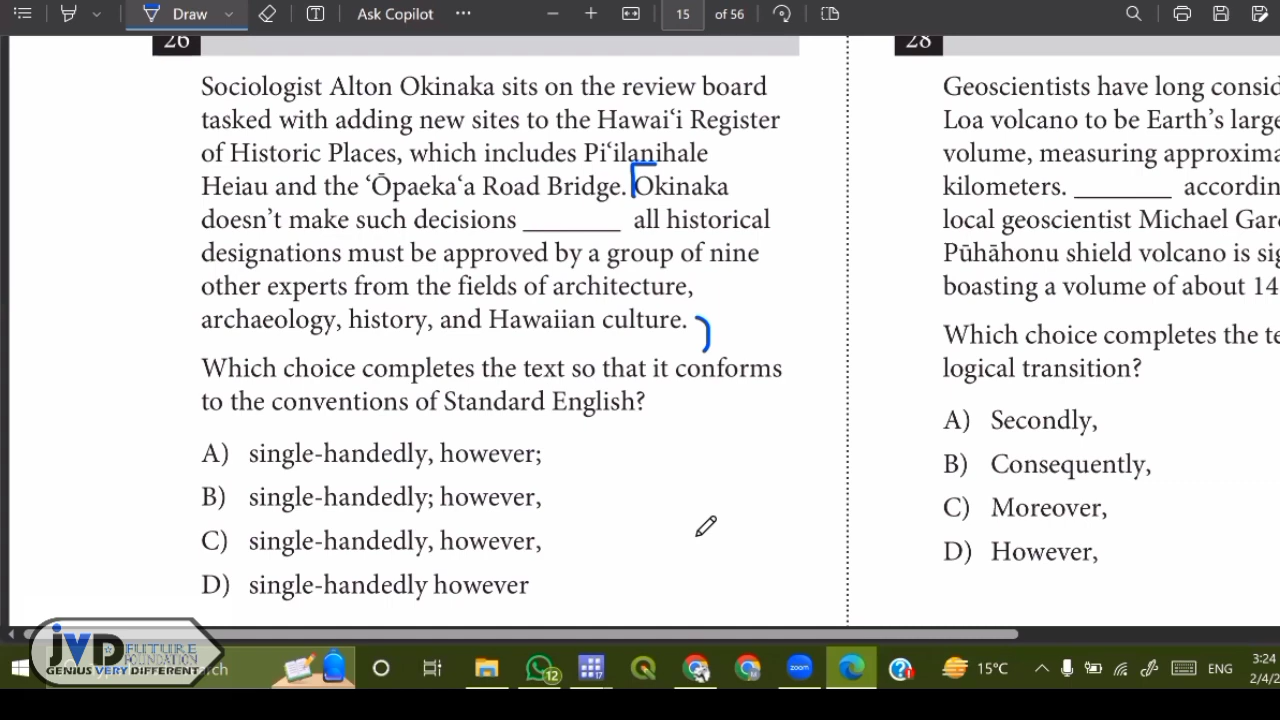 Draw
Ask Copilot
15
of 56
26
Sociologist Alton Okinaka sits on the review board
tasked with adding new sites to the Hawaiʻi Register
of Historic Places, which includes Piʻilanihale
Heiau and the ʻŌpaekaʻa Road Bridge. Okinaka
doesn’t make such decisions ________ all historical
designations must be approved by a group of nine
other experts from the fields of architecture,
archaeology, history, and Hawaiian culture.
Which choice completes the text so that it conforms
to the conventions of Standard English?
A) single-handedly, however;
B) single-handedly; however,
C) single-handedly, however,
D) single-handedly however
28
Geoscientists have long consid
Loa volcano to be Earth’s large
volume, measuring approxima
kilometers. ________ accordin
local geoscientist Michael Gar
Pūhāhonu shield volcano is sig
boasting a volume of about 14
Which choice completes the te
logical transition?
A) Secondly,
B) Consequently,
C) Moreover,
D) However,
jVD FUTURE
FOUNDATION
GENIUS VERY DIFFERENT
arch
12
17
zoom
15°C
ENG
3:24
2/4/2